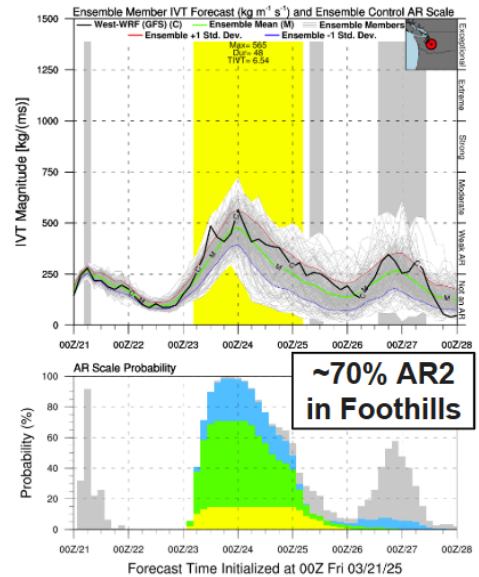 Ensemble Member IVT Forecast (kg m⁻¹ s⁻¹) and Ensemble Control AR Scale
West-WRF (GFS) (C) Ensemble Mean (M) Ensemble Members
Ensemble +1 Std. Dev. Ensemble -1 Std. Dev.
Max= 565
Dur= 48
TIVT= 6.54
IVT Magnitude [kg/(ms)]
1500
1250
1000
750
500
250
0
Exceptional
Extreme
Strong
Moderate
Weak AR
Not an AR
C
M
C
C
M
C
M
C
M
C
00Z/21 00Z/22 00Z/23 00Z/24 00Z/25 00Z/26 00Z/27 00Z/28
AR Scale Probability
~70% AR2
in Foothills
Probability (%)
100
80
60
40
20
0
00Z/21 00Z/22 00Z/23 00Z/24 00Z/25 00Z/26 00Z/27 00Z/28
Forecast Time Initialized at 00Z Fri 03/21/25